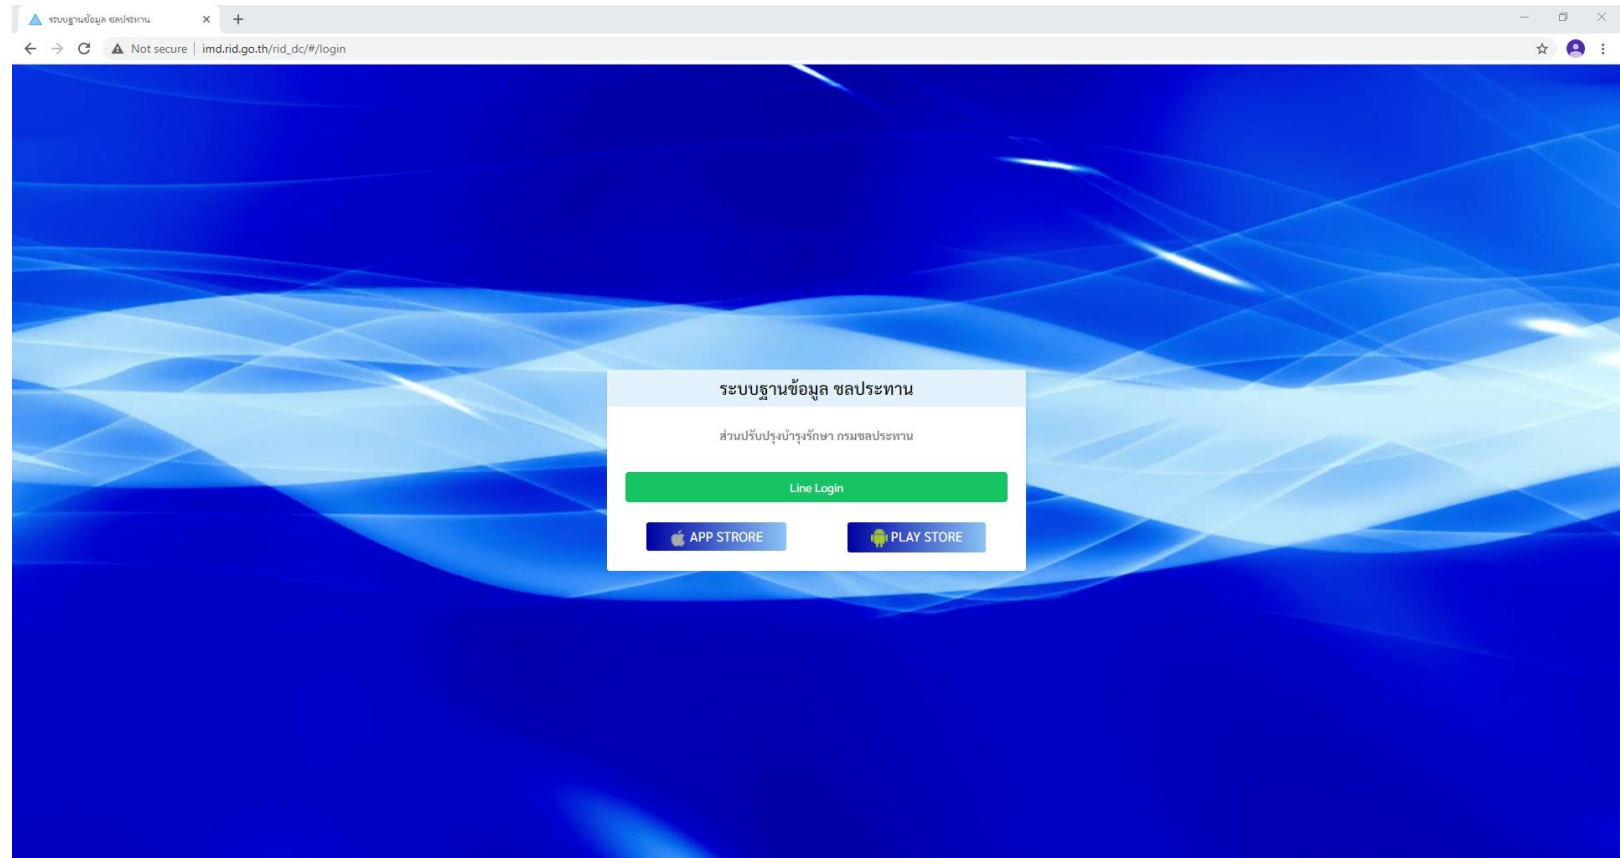 ระบบฐานข้อมูล ชลประทาน
Not secure | imd.rid.go.th/rid_dc/#/login
ระบบฐานข้อมูล ชลประทาน
ส่วนปรับปรุงบำรุงรักษา กรมชลประทาน
Line Login
APP STRORE
PLAY STORE